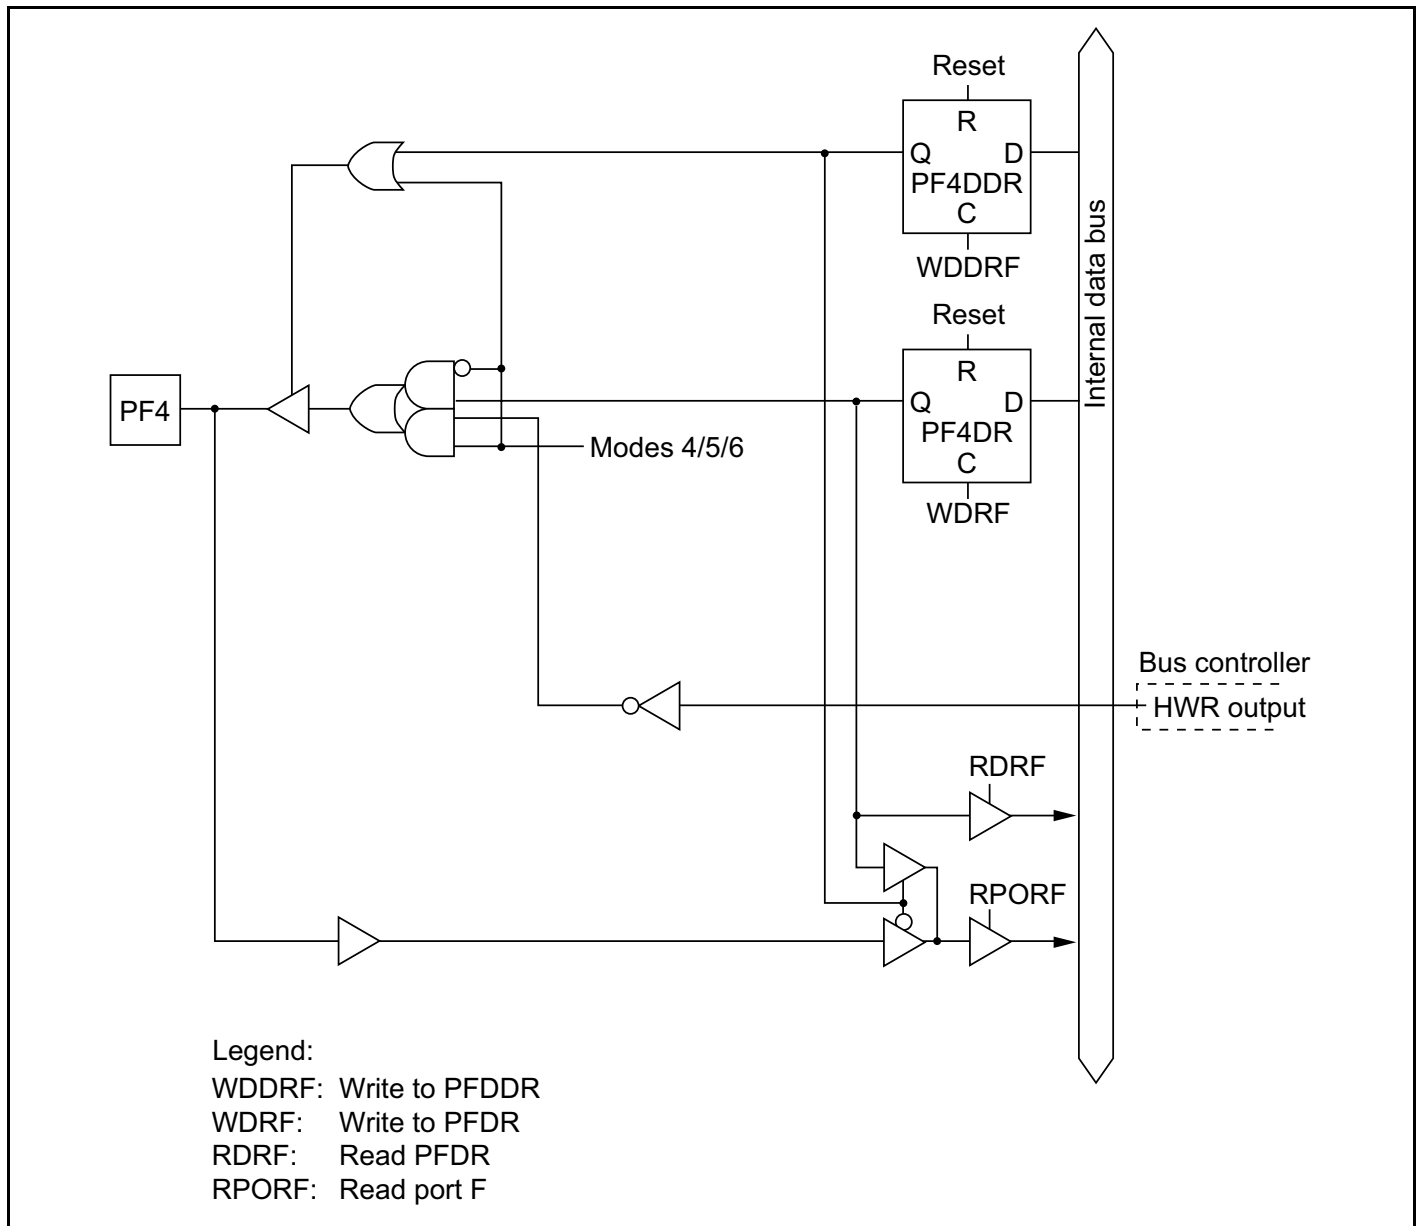 Reset
R
Q D
PF4DDR
C
WDDRF
Internal data bus
Reset
R
Q D
PF4DR
C
WDRF
PF4
Modes 4/5/6
Bus controller
HWR output
RDRF
RPORF
Legend:
WDDRF: Write to PFDDR
WDRF: Write to PFDR
RDRF: Read PFDR
RPORF: Read port F